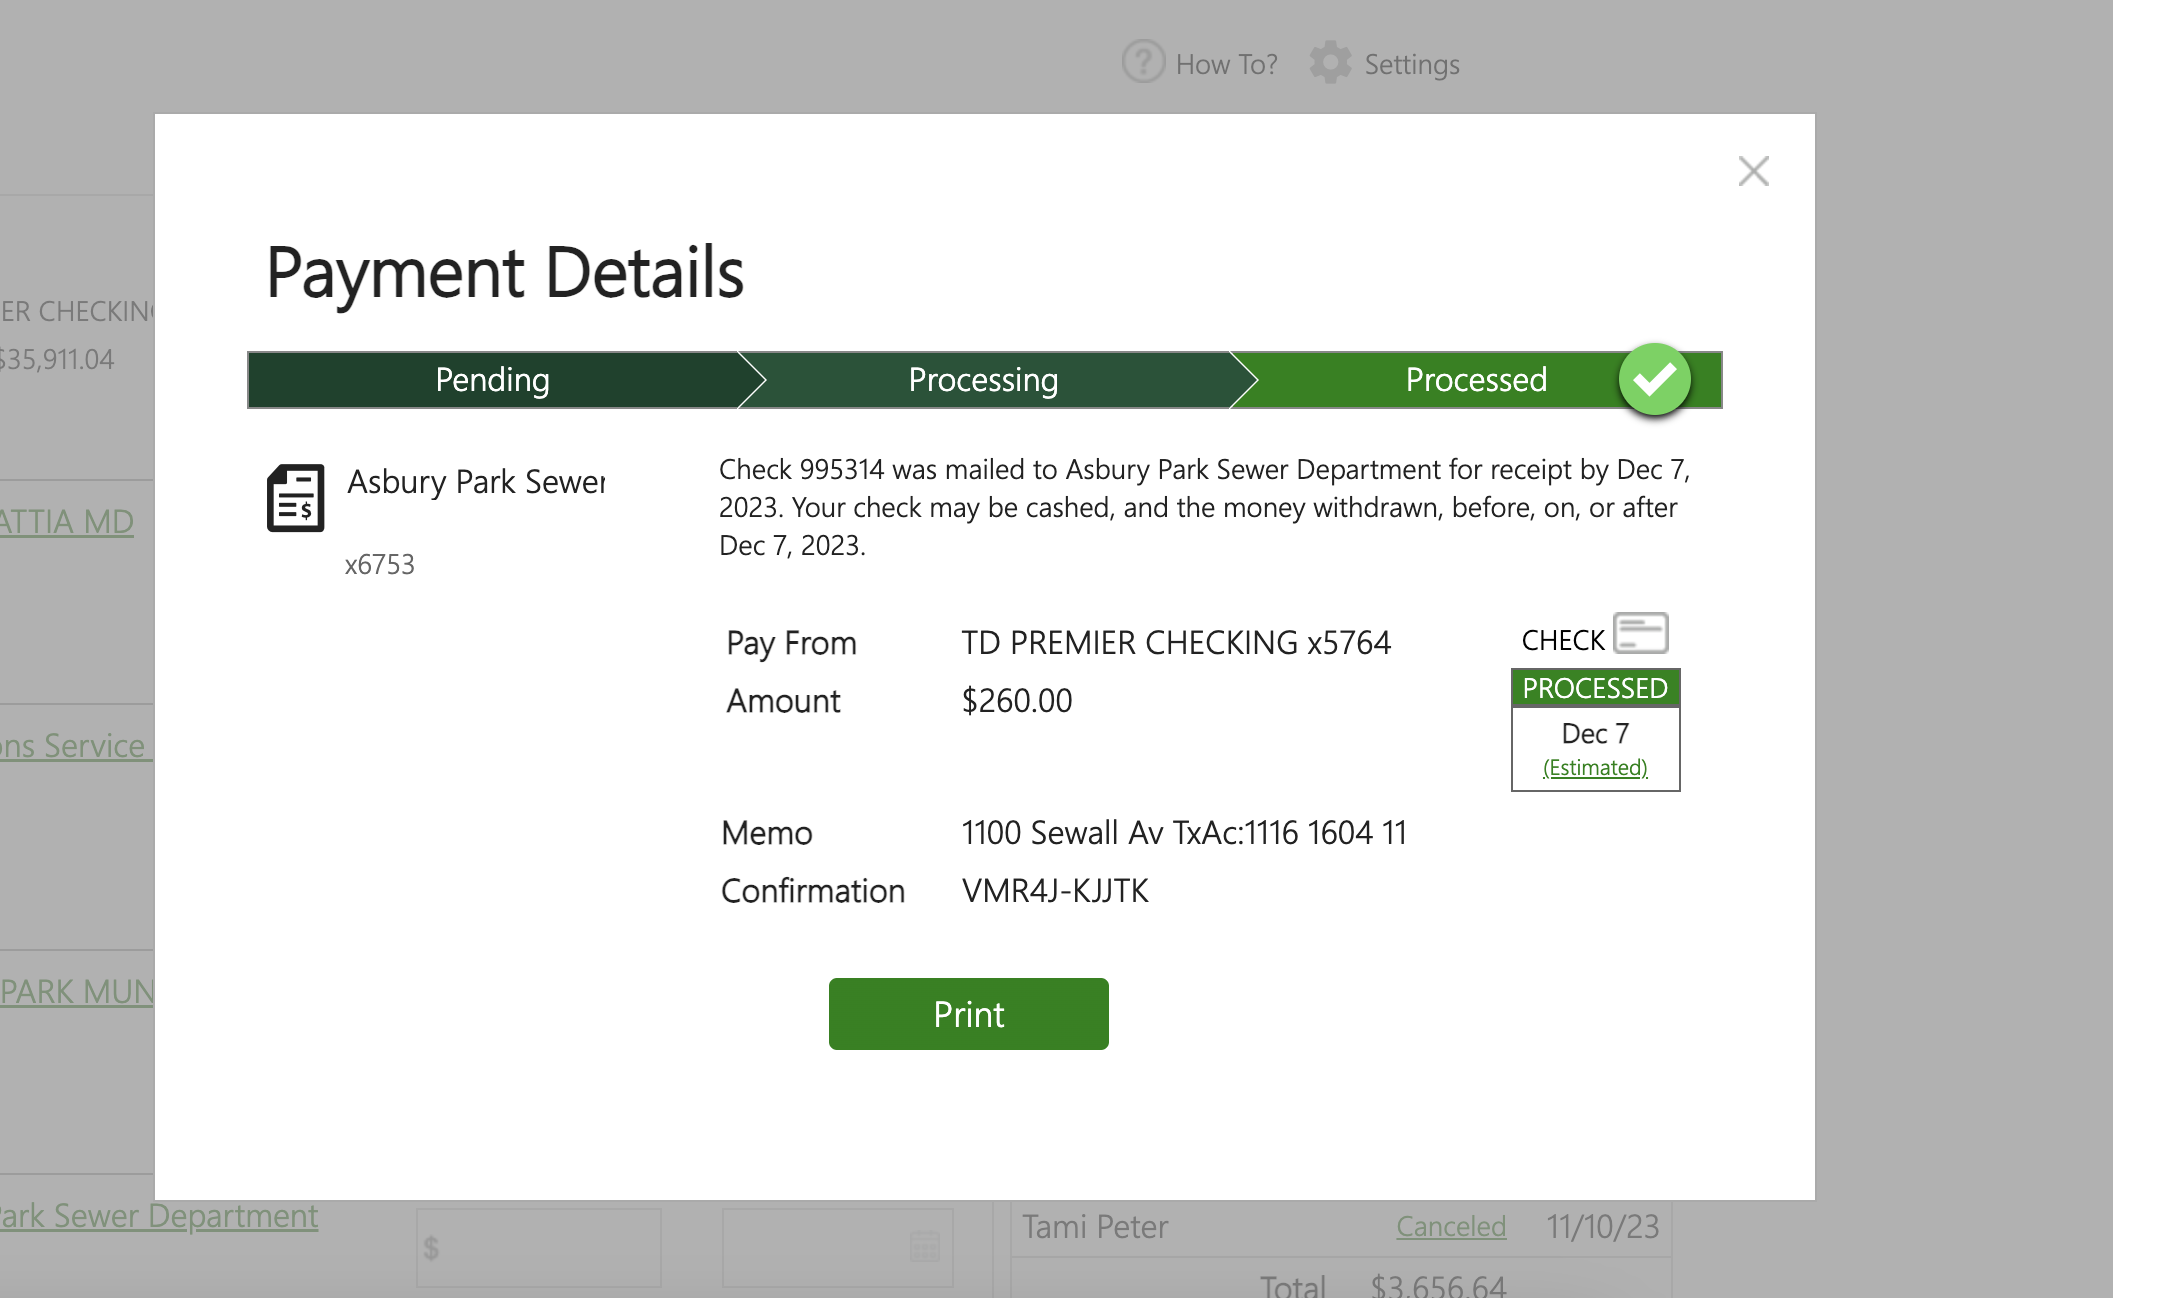 How To? Settings
Payment Details
ER CHECKING
$35,911.04
Pending Processing Processed
Asbury Park Sewer
x6753
Check 995314 was mailed to Asbury Park Sewer Department for receipt by Dec 7,
2023. Your check may be cashed, and the money withdrawn, before, on, or after
Dec 7, 2023.
ATTIA MD
Pay From TD PREMIER CHECKING x5764
Amount $260.00
CHECK
PROCESSED
Dec 7
(Estimated)
ons Service
Memo 1100 Sewall Av TxAc:1116 1604 11
Confirmation VMR4J-KJJTK
PARK MUN
Print
Park Sewer Department
$
Tami Peter Canceled 11/10/23
Total $3,656.64